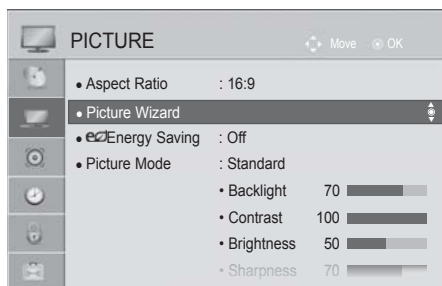 PICTURE Move OK
• Aspect Ratio : 16:9
• Picture Wizard
• eco Energy Saving : Off
• Picture Mode : Standard
• Backlight 70
• Contrast 100
• Brightness 50
• Sharpness 70